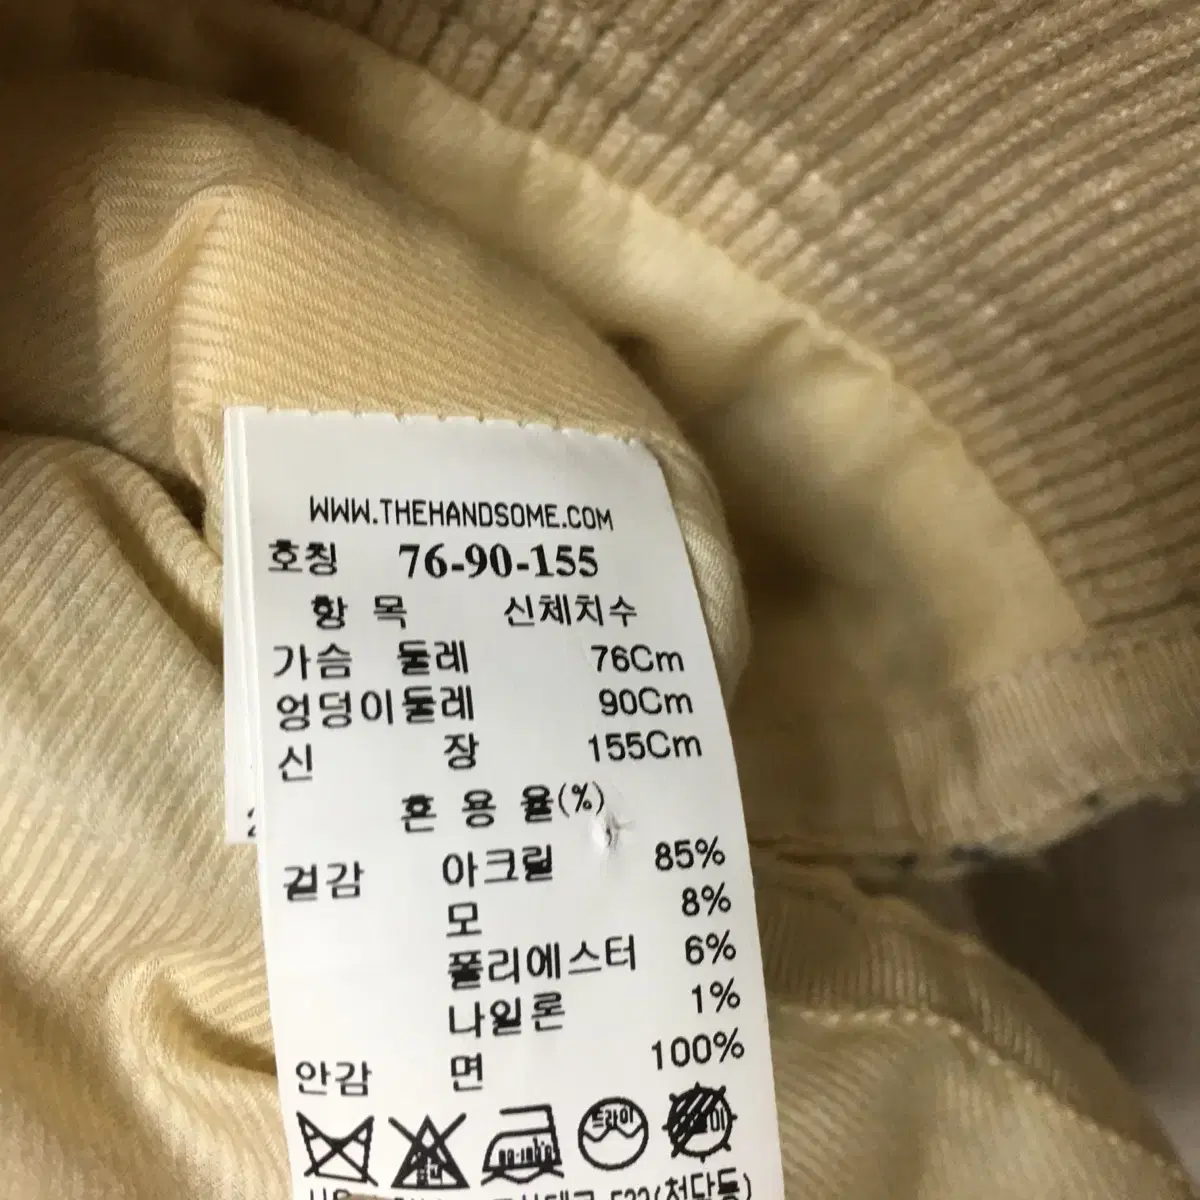 WWW.THEHANDSOME.COM
호칭 76-90-155
항 목 신체치수
가슴 둘레 76Cm
엉덩이둘레 90Cm
신 장 155Cm
혼 용 율(%)
겉감 아크릴 85%
모 8%
폴리에스터 6%
나일론 1%
안감 면 100%
드라이